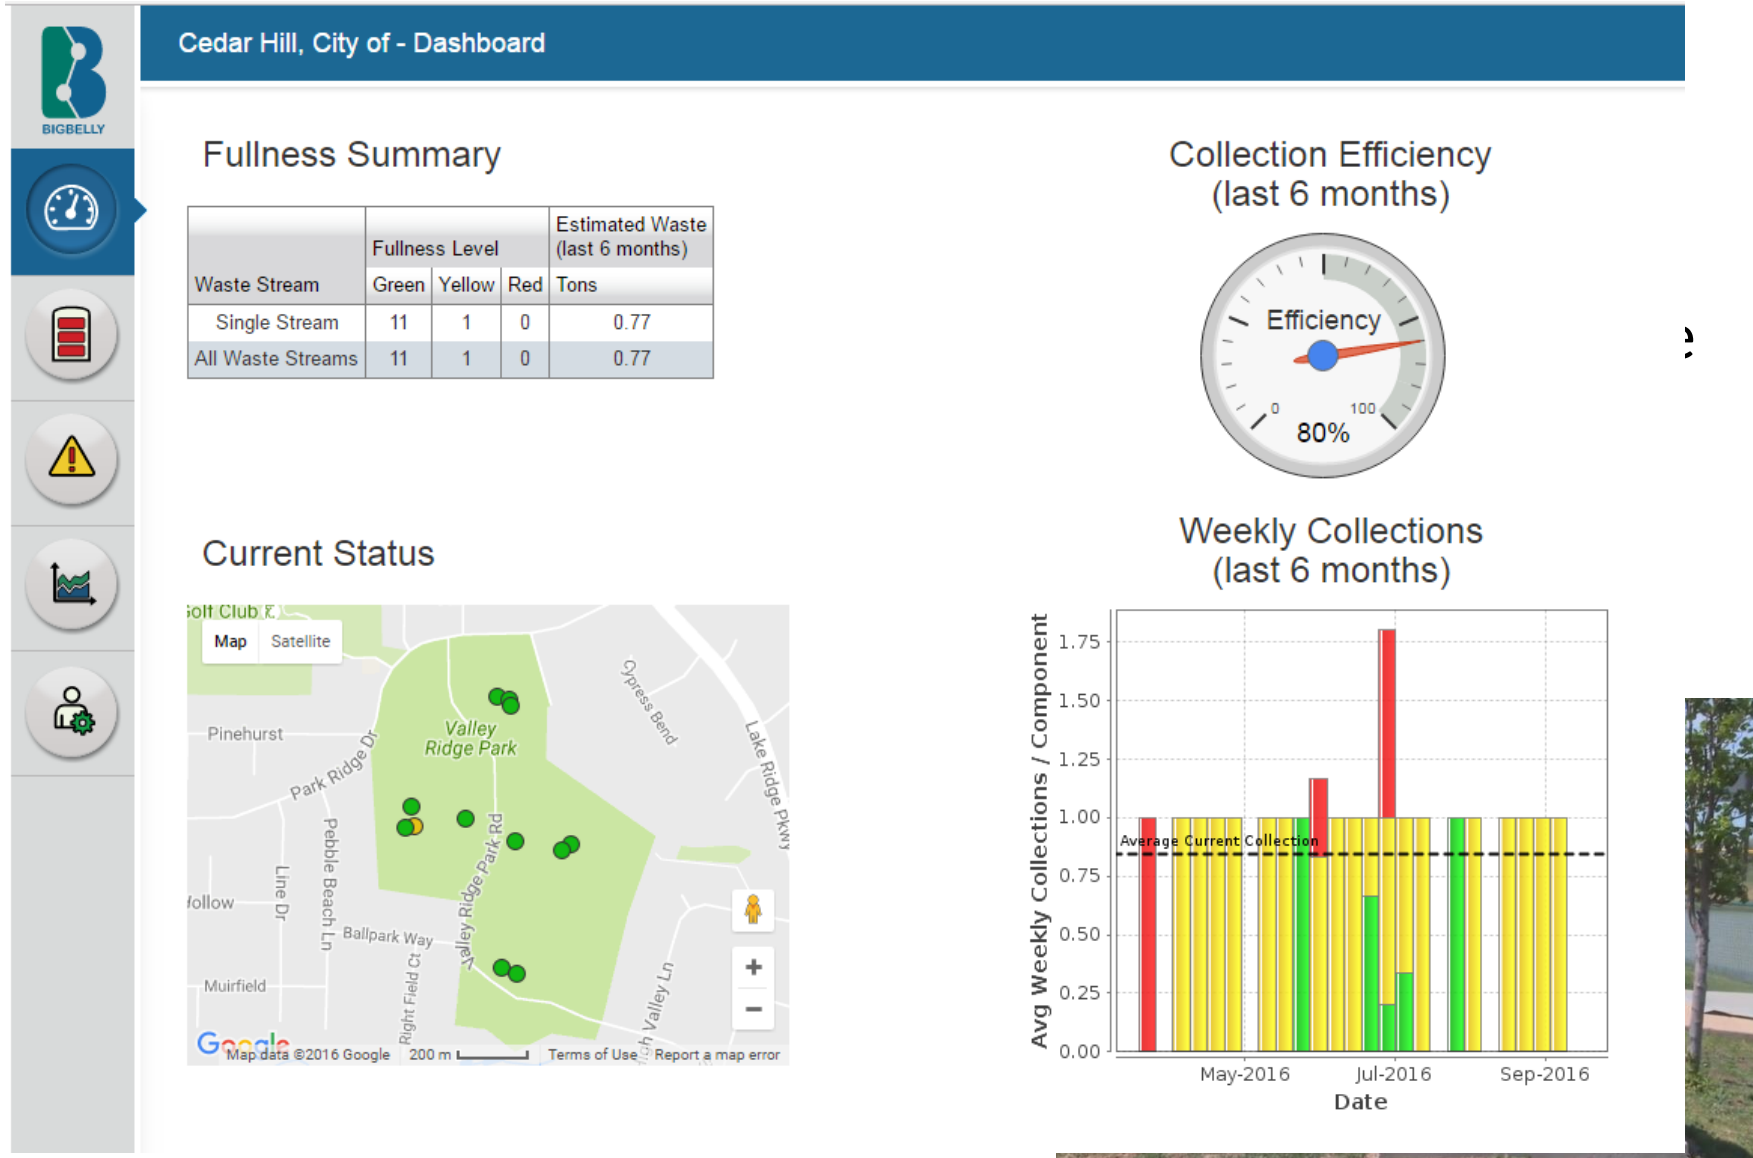 BIGBELLY
Cedar Hill, City of - Dashboard
Fullness Summary
Waste Stream
Fullness Level
Estimated Waste
(last 6 months)
Green Yellow Red Tons
Single Stream 11 1 0 0.77
All Waste Streams 11 1 0 0.77
Collection Efficiency
(last 6 months)
Efficiency
0 100
80%
e
Current Status
Golf Club
Map Satellite
Cypress Bend
Lake Ridge Pkwy
Pinehurst
Valley
Ridge Park
Park Ridge Dr
Pebble Beach Ln
Line Dr
Valley Ridge Park Rd
follow
Ballpark Way
Right Field Ct
Muirfield
gh Valley Ln
+
−
Google
Map data ©2016 Google 200 m Terms of Use Report a map error
Weekly Collections
(last 6 months)
Avg Weekly Collections / Component
1.75
1.50
1.25
1.00
Average Current Collection
0.75
0.50
0.25
0.00
May-2016 Jul-2016 Sep-2016
Date